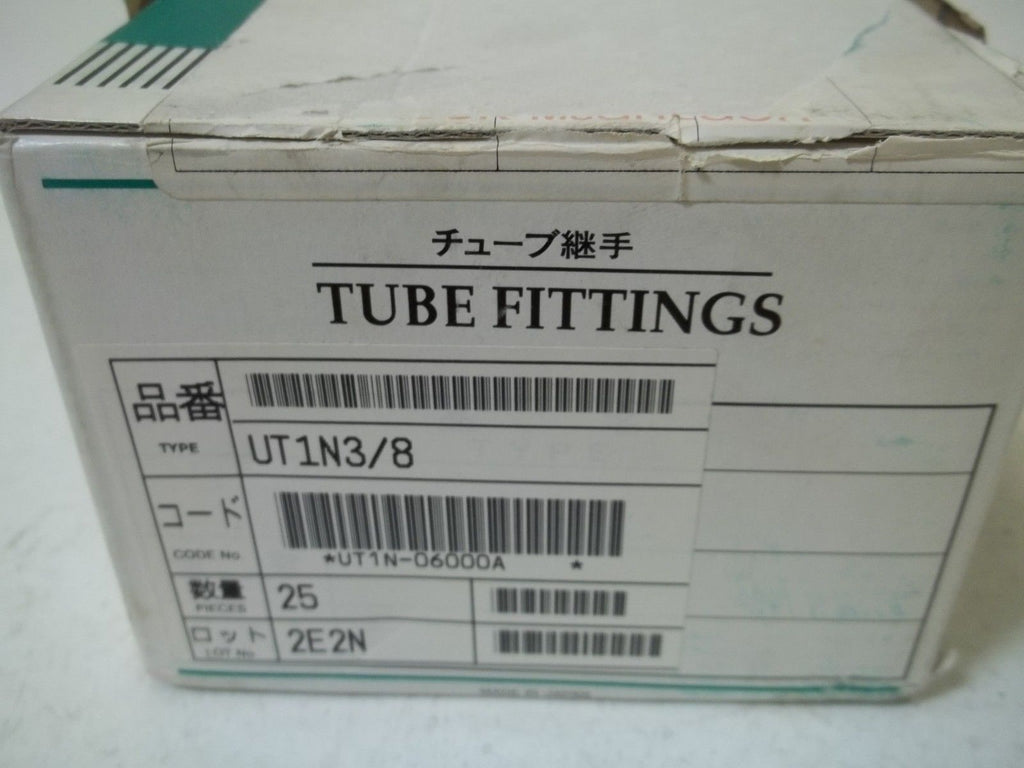 チューブ継手
TUBE FITTINGS
品番
TYPE
UT1N3/8
コード
CODE No.
*UT1N-06000A *
数量
PIECES
25
ロット
LOT No.
2E2N
MADE IN JAPAN